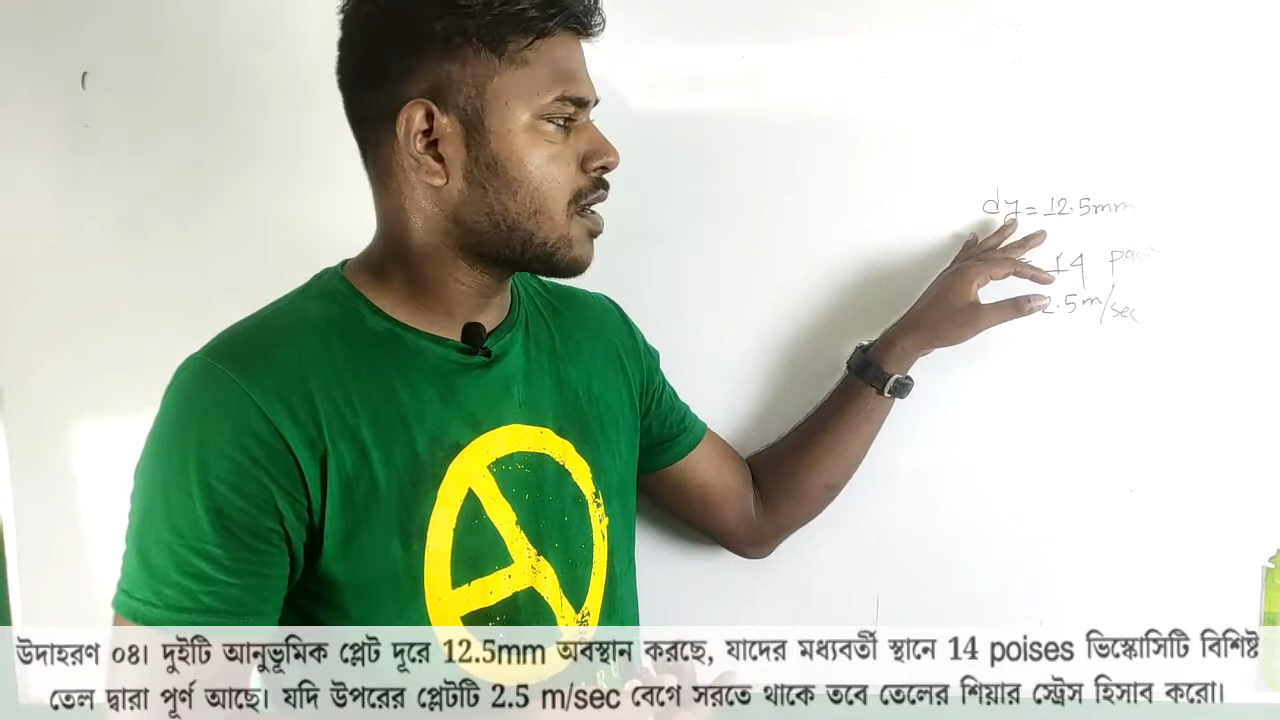 dy = 12.5mm
= 14 poise
2.5 m/sec
উদাহরণ ০৪। দুইটি আনুভূমিক প্লেট দূরে 12.5mm অবস্থান করছে, যাদের মধ্যবর্তী স্থানে 14 poises ভিস্কোসিটি বিশিষ্ট
তেল দ্বারা পূর্ণ আছে। যদি উপরের প্লেটটি 2.5 m/sec বেগে সরতে থাকে তবে তেলের শিয়ার স্ট্রেস হিসাব করো।